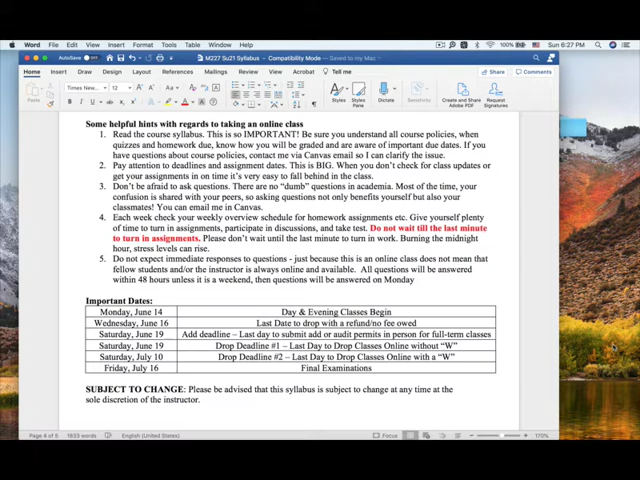 Word File Edit View Insert Format Tools Table Window Help 100% Sun 6:27 PM
AutoSave OFF M227 Su21 Syllabus - Compatibility Mode — Saved to my Mac
Home Insert Draw Design Layout References Mailings Review View Acrobat Tell me Share Comments
Paste Times New... 12 Styles Styles Pane Dictate Sensitivity Create and Share Adobe PDF Request Signatures
Some helpful hints with regards to taking an online class
1. Read the course syllabus. This is so IMPORTANT! Be sure you understand all course policies, when
quizzes and homework due, know how you will be graded and are aware of important due dates. If you
have questions about course policies, contact me via Canvas email so I can clarify the issue.
2. Pay attention to deadlines and assignment dates. This is BIG. When you don't check for class updates or
get your assignments in on time it's very easy to fall behind in the class.
3. Don't be afraid to ask questions. There are no "dumb" questions in academia. Most of the time, your
confusion is shared with your peers, so asking questions not only benefits yourself but also your
classmates! You can email me in Canvas.
4. Each week check your weekly overview schedule for homework assignments etc. Give yourself plenty
of time to turn in assignments, participate in discussions, and take test. Do not wait till the last minute
to turn in assignments. Please don't wait until the last minute to turn in work. Burning the midnight
hour, stress levels can rise.
5. Do not expect immediate responses to questions - just because this is an online class does not mean that
fellow students and/or the instructor is always online and available. All questions will be answered
within 48 hours unless it is a weekend, then questions will be answered on Monday
Important Dates:
Monday, June 14 Day & Evening Classes Begin
Wednesday, June 16 Last Date to drop with a refund/no fee owed
Saturday, June 19 Add deadline – Last day to submit add or audit permits in person for full-term classes
Saturday, June 19 Drop Deadline #1 – Last Day to Drop Classes Online without "W"
Saturday, July 10 Drop Deadline #2 – Last Day to Drop Classes Online with a "W"
Friday, July 16 Final Examinations
SUBJECT TO CHANGE: Please be advised that this syllabus is subject to change at any time at the
sole discretion of the instructor.
Page 4 of 5 1833 words English (United States) Focus 170%